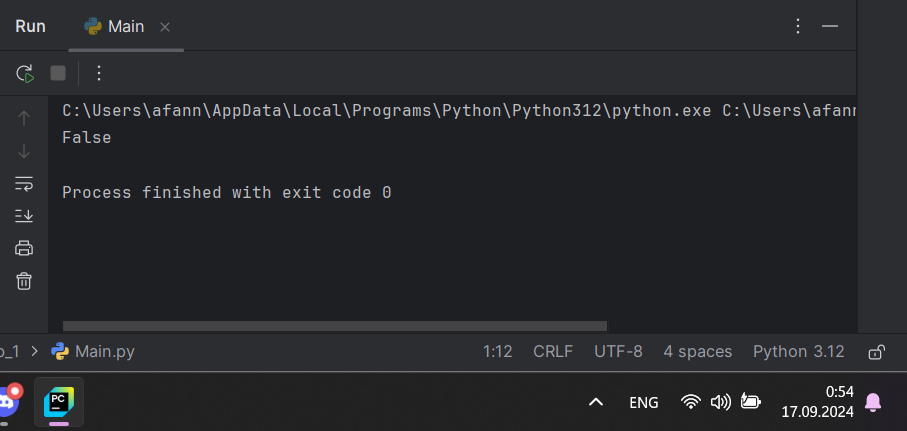 Run Main
C:\Users\afann\AppData\Local\Programs\Python\Python312\python.exe C:\Users\afann
False
Process finished with exit code 0
_1 > Main.py 1:12 CRLF UTF-8 4 spaces Python 3.12
PC
ENG 0:54
17.09.2024